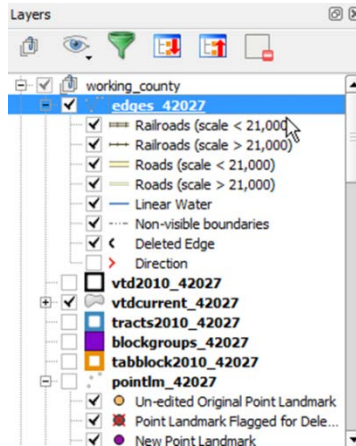 Layers
working_county
edges_42027
Railroads (scale < 21,000)
Railroads (scale > 21,000)
Roads (scale < 21,000)
Roads (scale > 21,000)
Linear Water
Non-visible boundaries
Deleted Edge
Direction
vtd2010_42027
vtdcurrent_42027
tracts2010_42027
blockgroups_42027
tabblock2010_42027
pointlm_42027
Un-edited Original Point Landmark
Point Landmark Flagged for Dele...
New Point Landmark